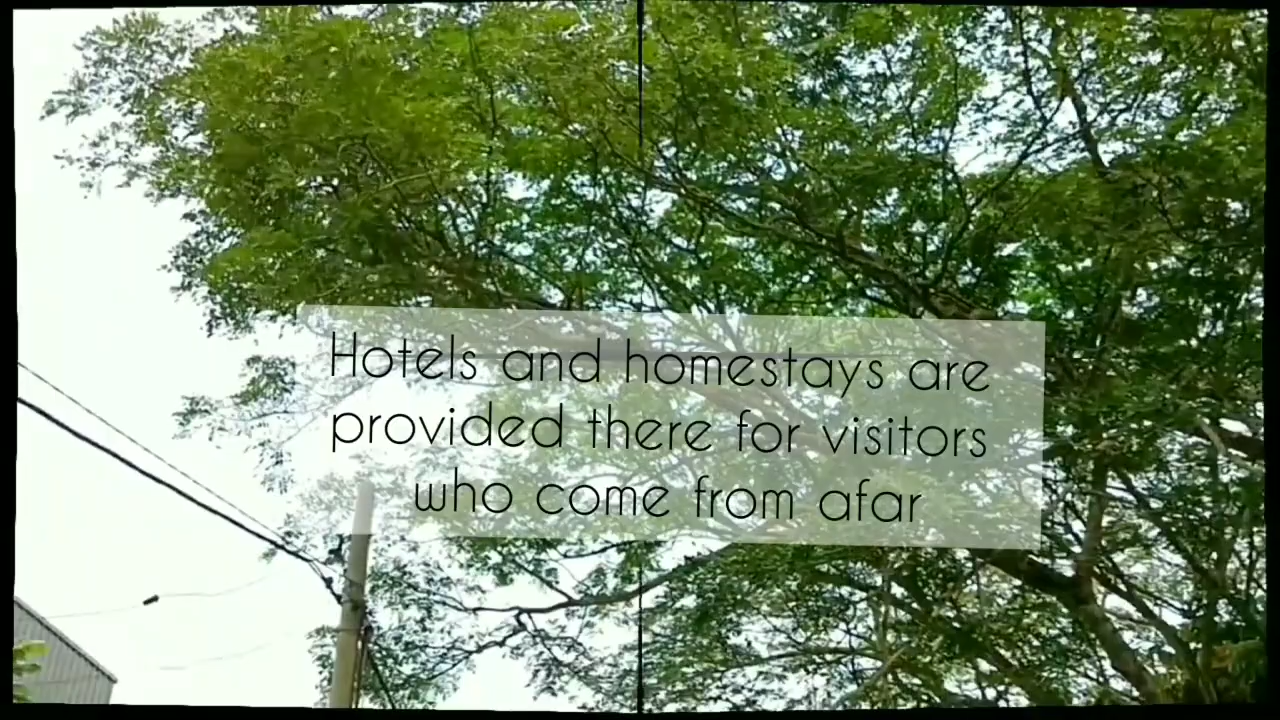 Hotels and homestays are
provided there for visitors
who come from afar